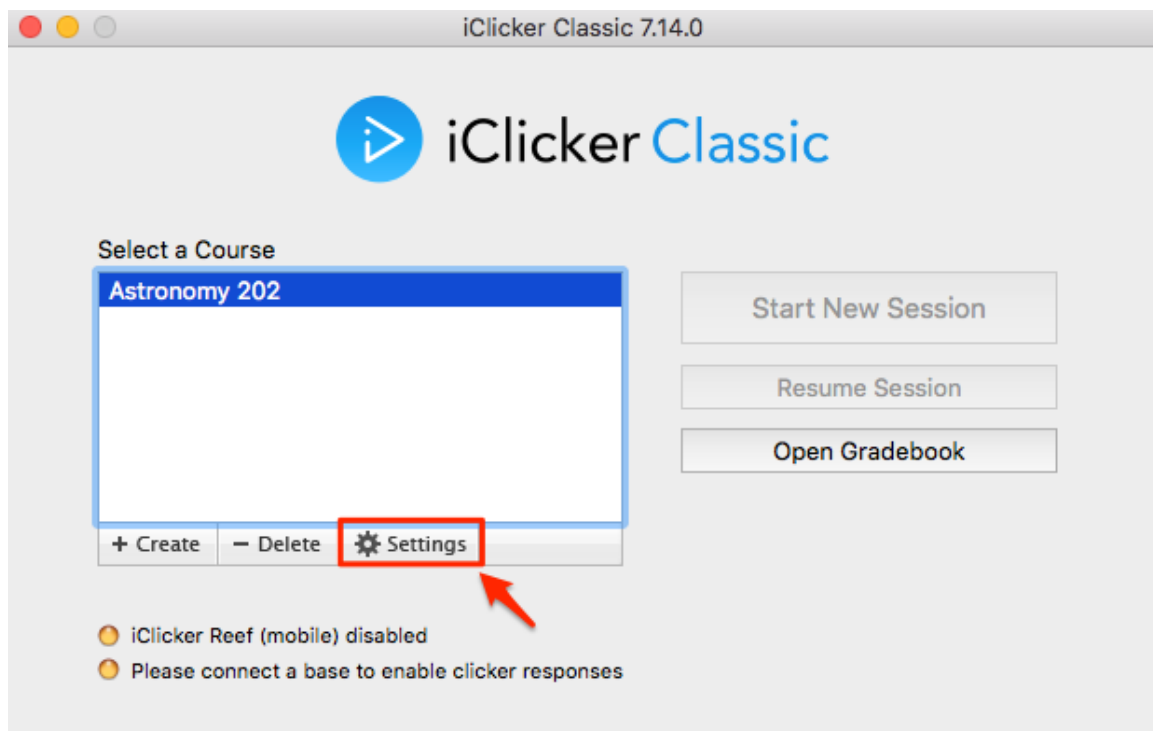 iClicker Classic 7.14.0
iClicker Classic
Select a Course
Astronomy 202
Start New Session
Resume Session
Open Gradebook
+ Create − Delete Settings
iClicker Reef (mobile) disabled
Please connect a base to enable clicker responses